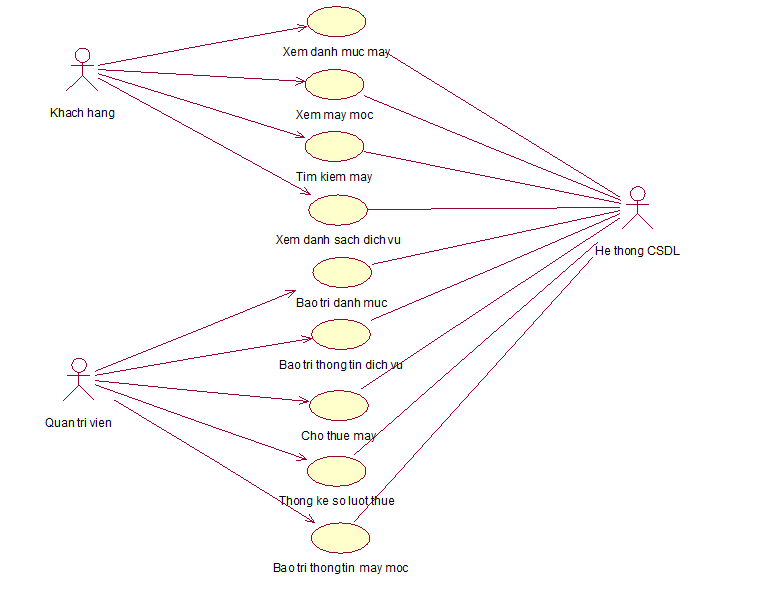 Xem danh muc may
Khach hang
Xem may moc
Tim kiem may
Xem danh sach dich vu
He thong CSDL
Bao tri danh muc
Bao tri thong tin dich vu
Quan tri vien
Cho thue may
Thong ke so luot thue
Bao tri thong tin may moc